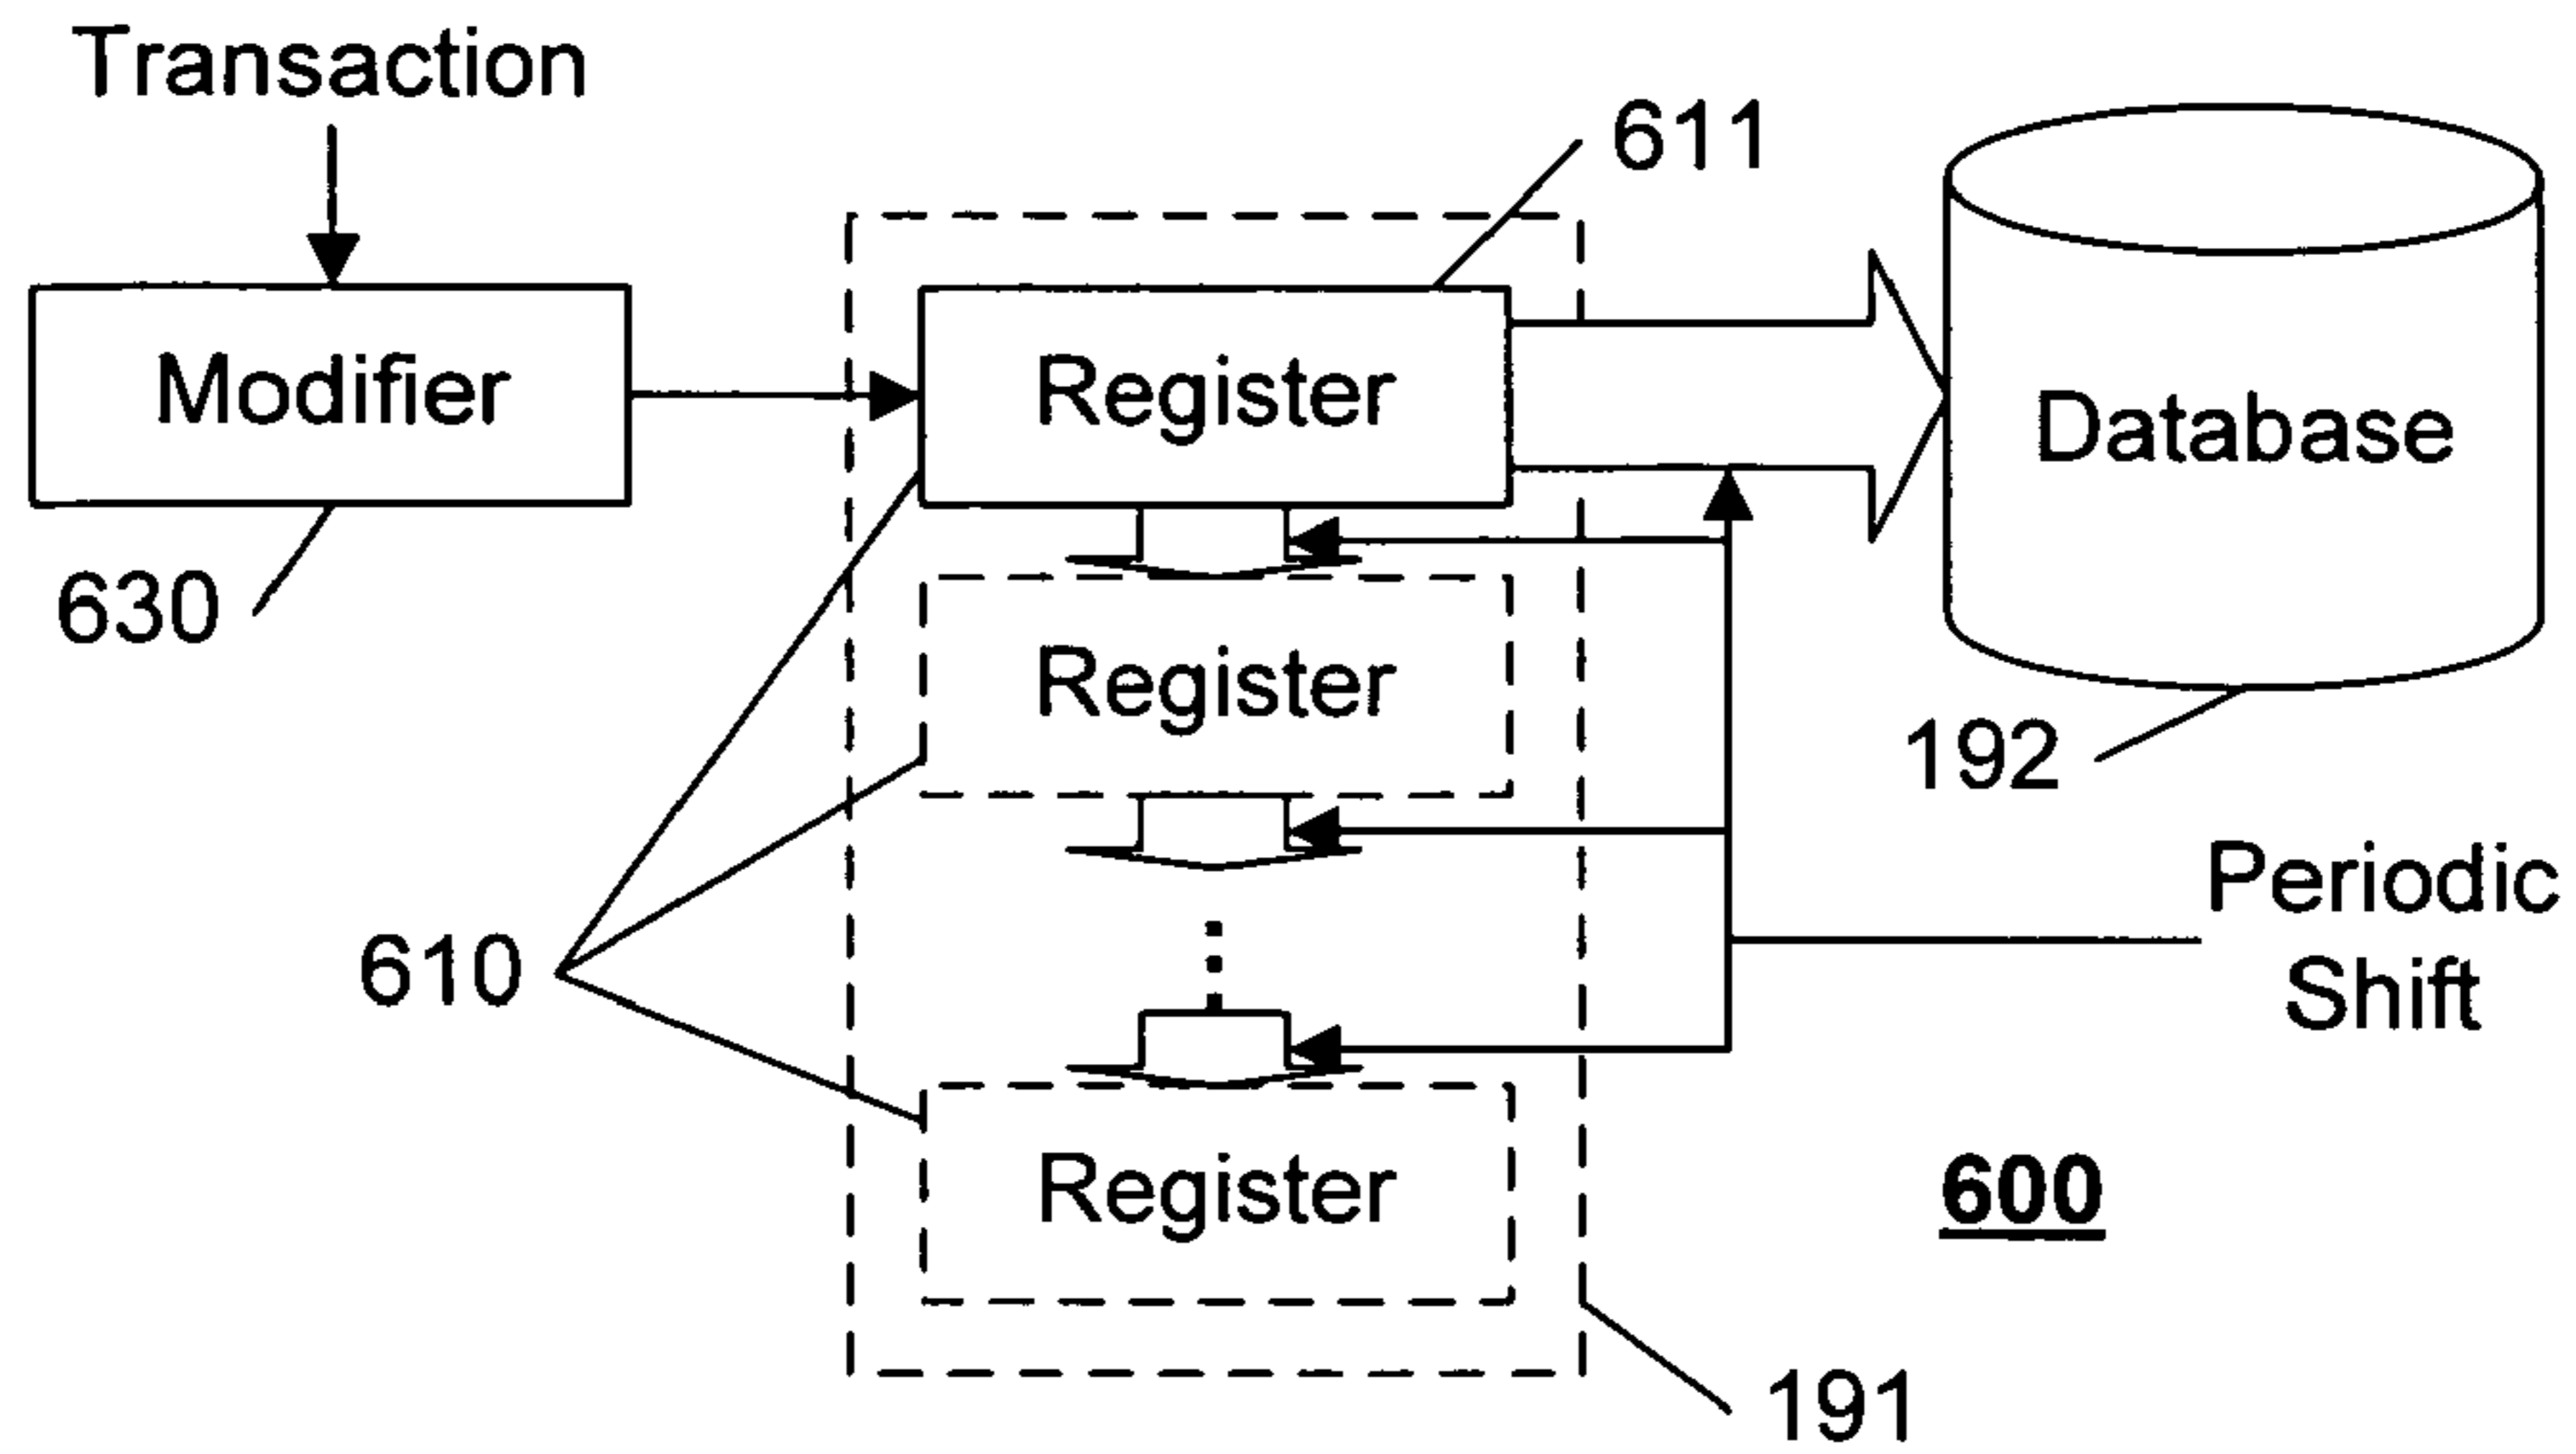 Transaction
611
Modifier
Register
Database
630
Register
192
Periodic
Shift
610
Register
600
191